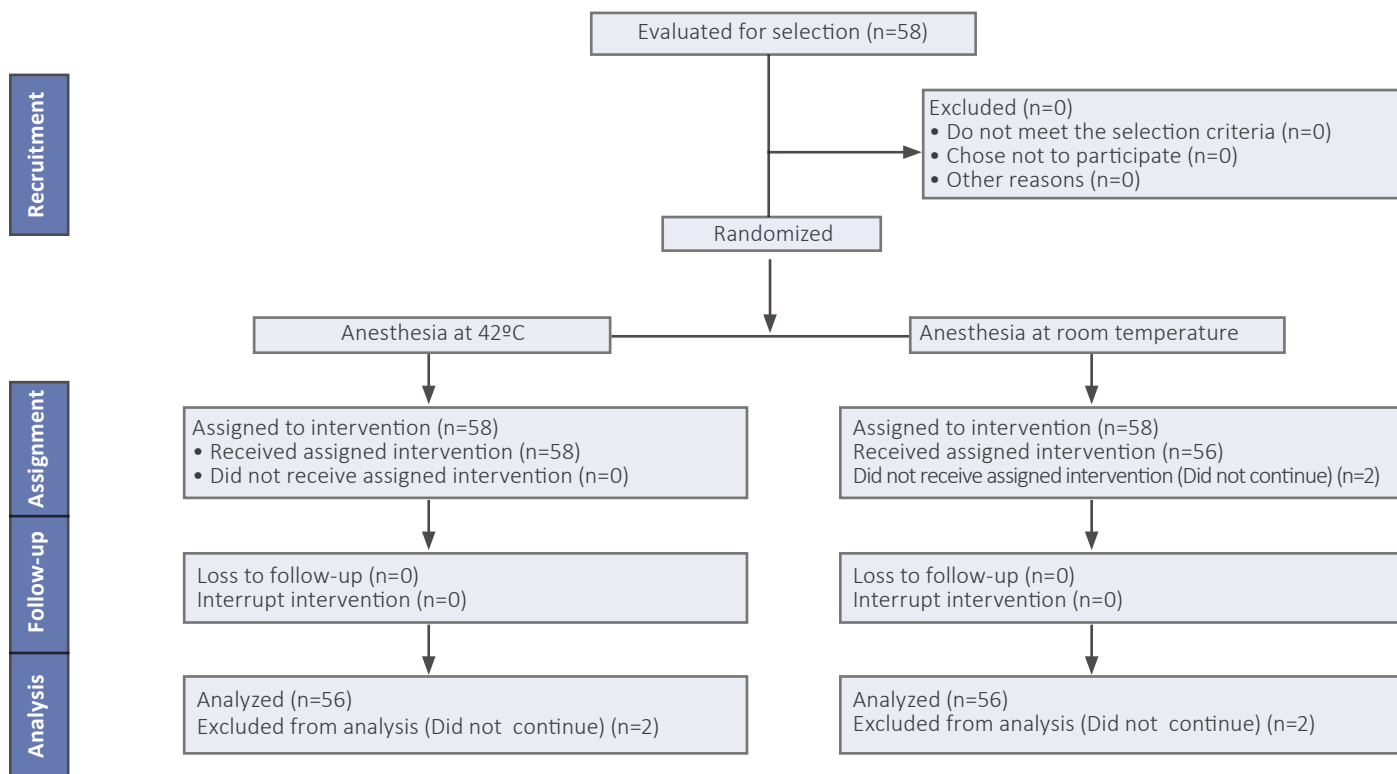 Evaluated for selection (n=58)
Recruitment
Excluded (n=0)
• Do not meet the selection criteria (n=0)
• Chose not to participate (n=0)
• Other reasons (n=0)
Randomized
Anesthesia at 42ºC
Anesthesia at room temperature
Assignment
Assigned to intervention (n=58)
• Received assigned intervention (n=58)
• Did not receive assigned intervention (n=0)
Assigned to intervention (n=58)
Received assigned intervention (n=56)
Did not receive assigned intervention (Did not continue) (n=2)
Follow-up
Loss to follow-up (n=0)
Interrupt intervention (n=0)
Loss to follow-up (n=0)
Interrupt intervention (n=0)
Analysis
Analyzed (n=56)
Excluded from analysis (Did not continue) (n=2)
Analyzed (n=56)
Excluded from analysis (Did not continue) (n=2)